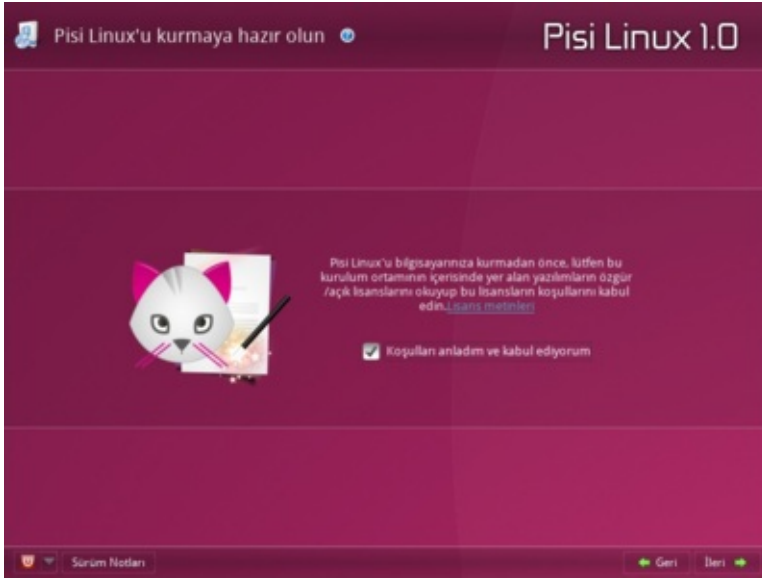 Pisi Linux'u kurmaya hazır olun
Pisi Linux 1.0
Pisi Linux'u bilgisayarınıza kurmadan önce, lütfen bu
kurulum ortamının içerisinde yer alan yazılımların özgür
/açık lisanslarını okuyup bu lisansların koşullarını kabul
edin.Lisans metinleri
Koşulları anladım ve kabul ediyorum
Sürüm Notları
Geri
İleri